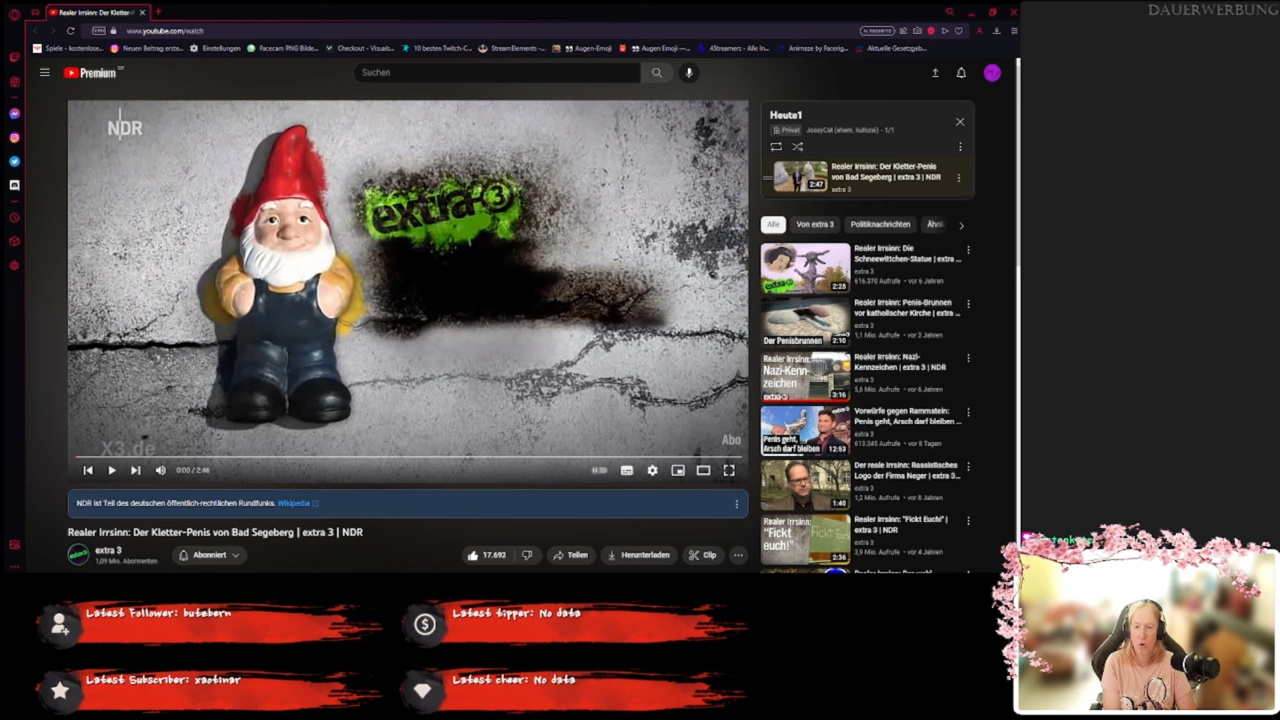 DAUERWERBUNG
Realer Irrsinn: Der Kletter-F
VPN
www.youtube.com/watch
Spiele - kostenlose...
Neuen Beitrag erste...
Einstellungen
Facecam PNG Bilde...
Checkout - Visuals...
10 besten Twitch-C...
StreamElements -...
Augen-Emoji
Augen Emoji —...
4Streamers - Alle In...
Animaze by Facerig...
Aktuelle Gesetzgeb...
Premium
Suchen
NDR
extra 3
Abo
0:00 / 2:46
Heute1
Privat JossyCat (ehem. kufozei) - 1/1
2:47
Realer Irrsinn: Der Kletter-Penis
von Bad Segeberg | extra 3 | NDR
extra 3
Alle
Von extra 3
Politiknachrichten
Ähnl
2:25
Realer Irrsinn: Die
Schneewittchen-Statue | extra ...
extra 3
616.370 Aufrufe • vor 6 Jahren
Der Penisbrunnen
2:10
Realer Irrsinn: Penis-Brunnen
vor katholischer Kirche | extra ...
extra 3
1,1 Mio. Aufrufe • vor 2 Jahren
Realer Irrsinn:
Nazi-
Kenn-
zeichen
extra 3
3:16
Realer Irrsinn: Nazi-
Kennzeichen | extra 3 | NDR
extra 3
5,6 Mio. Aufrufe • vor 6 Jahren
Penis geht,
Arsch darf bleiben
12:53
Vorwürfe gegen Rammstein:
Penis geht, Arsch darf bleiben ...
extra 3
613.345 Aufrufe • vor 8 Tagen
1:40
Der reale Irrsinn: Rassistisches
Logo der Firma Neger | extra 3...
extra 3
1,2 Mio. Aufrufe • vor 8 Jahren
Realer Irrsinn:
"Fickt
euch!"
2:36
Realer Irrsinn: "Fickt Euch!" |
extra 3 | NDR
extra 3
3,9 Mio. Aufrufe • vor 4 Jahren
NDR ist Teil des deutschen öffentlich-rechtlichen Rundfunks. Wikipedia
Realer Irrsinn: Der Kletter-Penis von Bad Segeberg | extra 3 | NDR
extra 3
1,09 Mio. Abonnenten
Abonniert
17.692
Teilen
Herunterladen
Clip
Latest Follower: butebern
Latest tipper: No data
Latest Subscriber: xaotinar
Latest cheer: No data